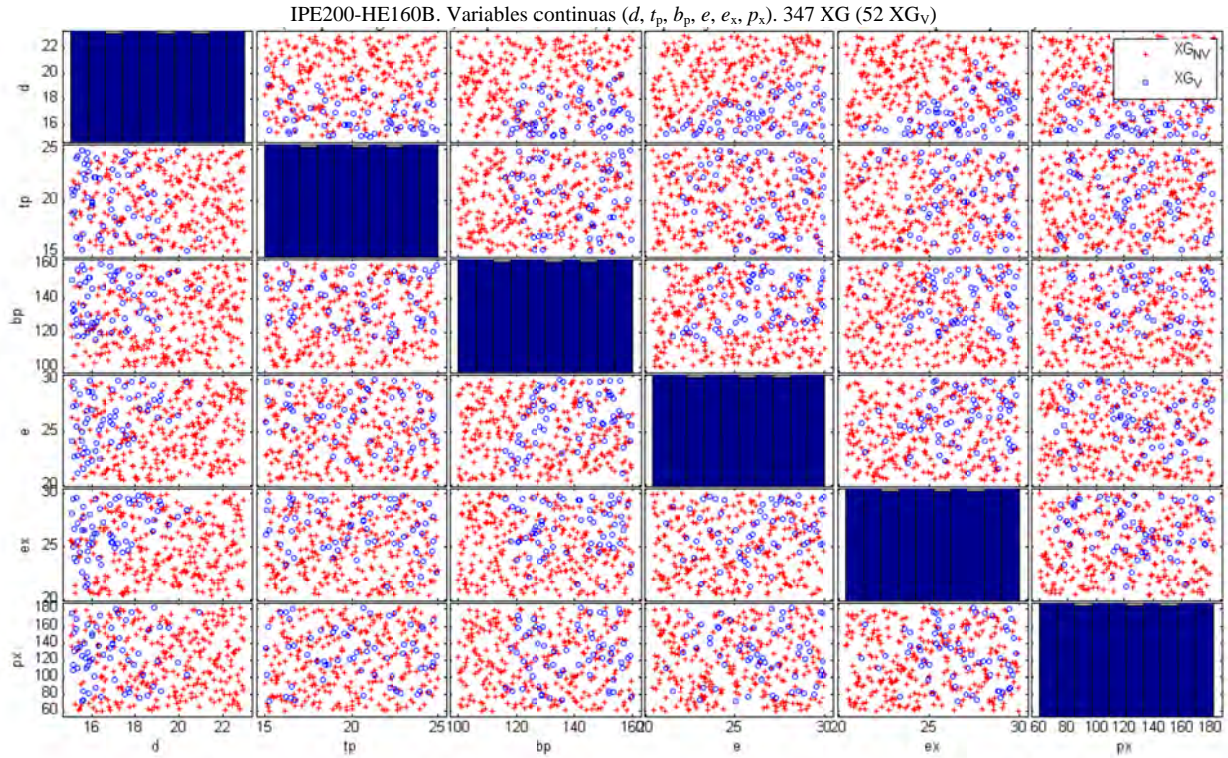 IPE200-HE160B. Variables continuas (d, tp, bp, e, ex, px). 347 XG (52 XGV)
XGNV
XGV
d
22
20
18
16
tp
25
20
15
bp
160
140
120
100
e
30
25
20
ex
30
25
20
px
180
160
140
120
100
80
60
16 18 20 22
15 20 25
100 120 140 160
20 25 30
20 25 30
60 80 100 120 140 160 180
d tp bp e ex px